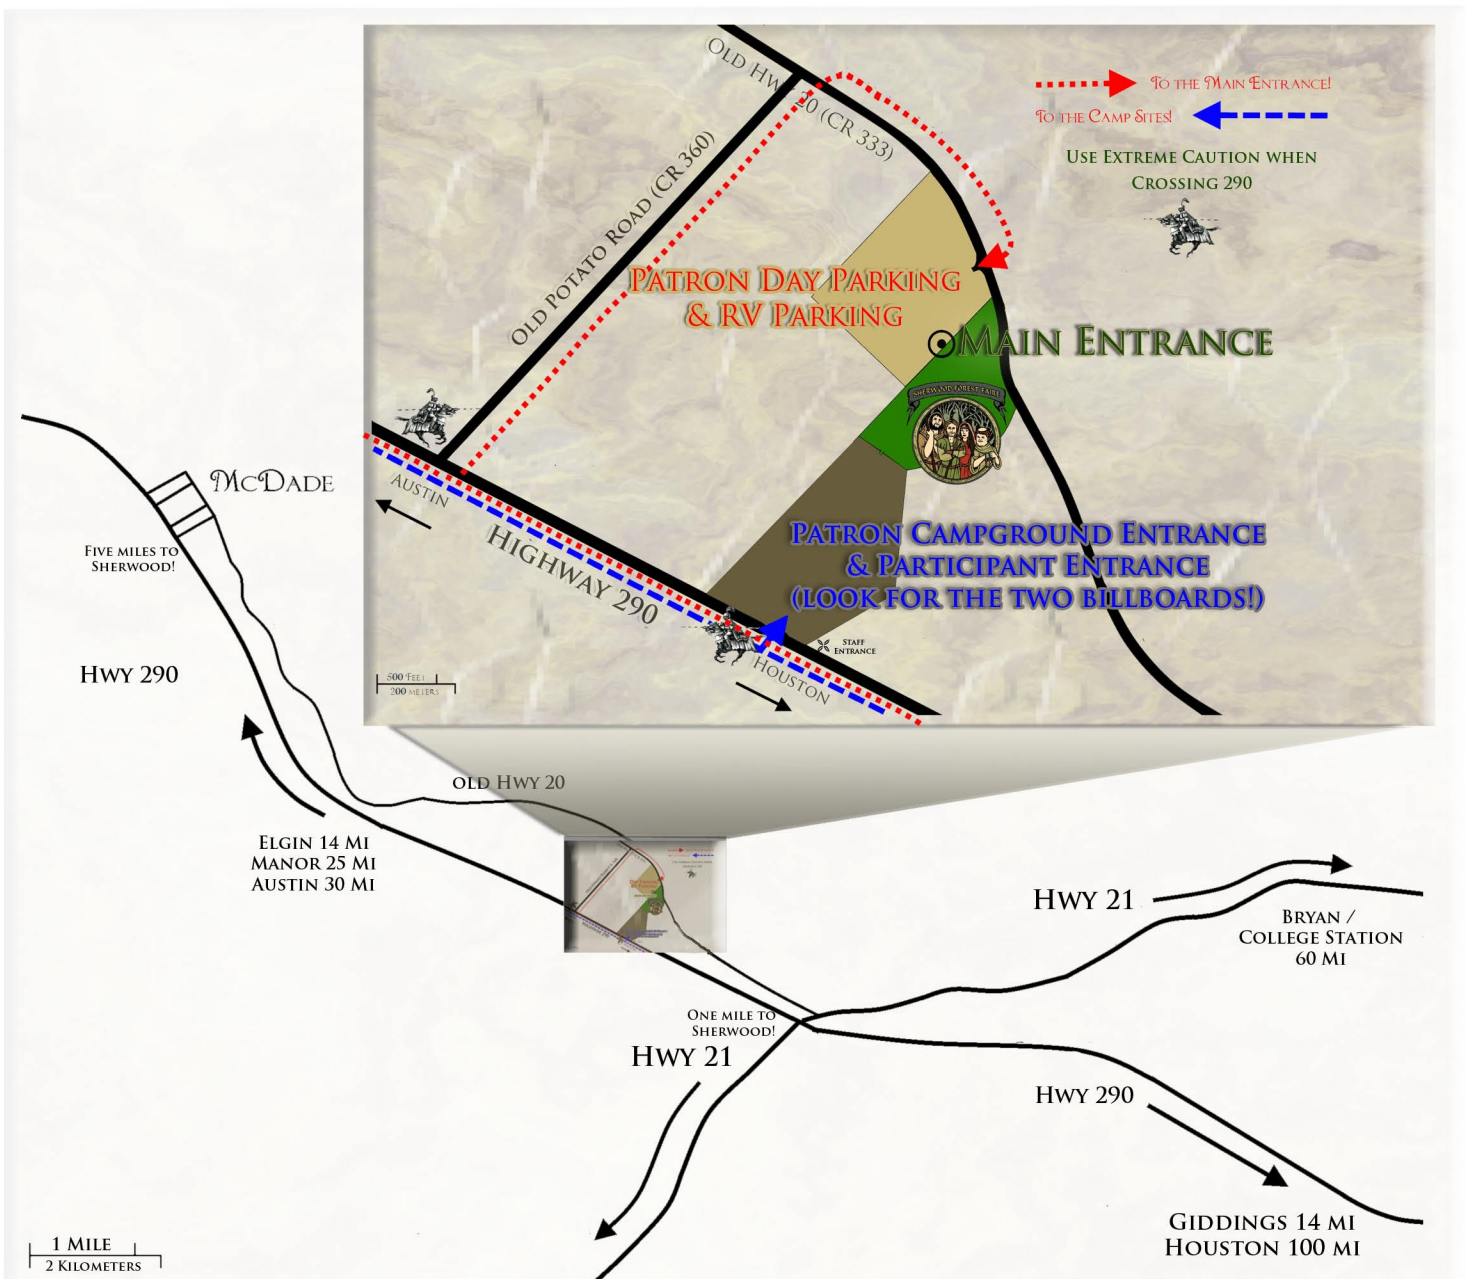 Old Hwy 20 (CR 333)
To the Main Entrance!
To the Camp Sites!
Use Extreme Caution when
Crossing 290
Old Potato Road (CR 360)
Patron Day Parking
& RV Parking
Main Entrance
Sherwood Forest Faire
Austin
Highway 290
Patron Campground Entrance
& Participant Entrance
(look for the two billboards!)
Staff
Entrance
Houston
500 Feet
200 meters
McDade
Five miles to
Sherwood!
Hwy 290
old Hwy 20
Elgin 14 Mi
Manor 25 Mi
Austin 30 Mi
Hwy 21
Bryan /
College Station
60 Mi
One mile to
Sherwood!
Hwy 21
Hwy 290
Giddings 14 mi
Houston 100 mi
1 Mile
2 Kilometers